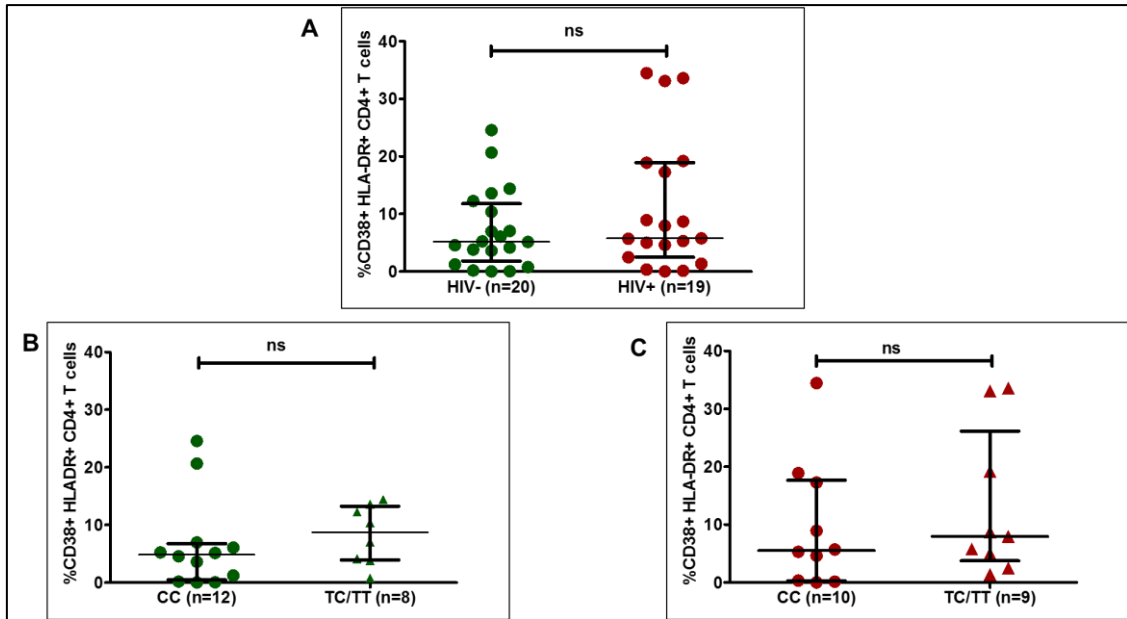 A
ns
%CD38+ HLA-DR+ CD4+ T cells
40
30
20
10
0
HIV- (n=20)
HIV+ (n=19)
B
ns
%CD38+ HLADR+ CD4+ T cells
40
30
20
10
0
CC (n=12)
TC/TT (n=8)
C
ns
%CD38+ HLA-DR+ CD4+ T cells
40
30
20
10
0
CC (n=10)
TC/TT (n=9)